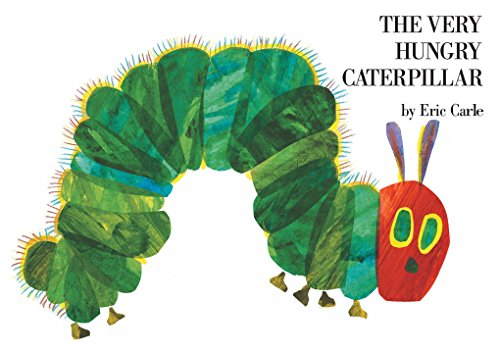 THE VERY
HUNGRY
CATERPILLAR
by Eric Carle